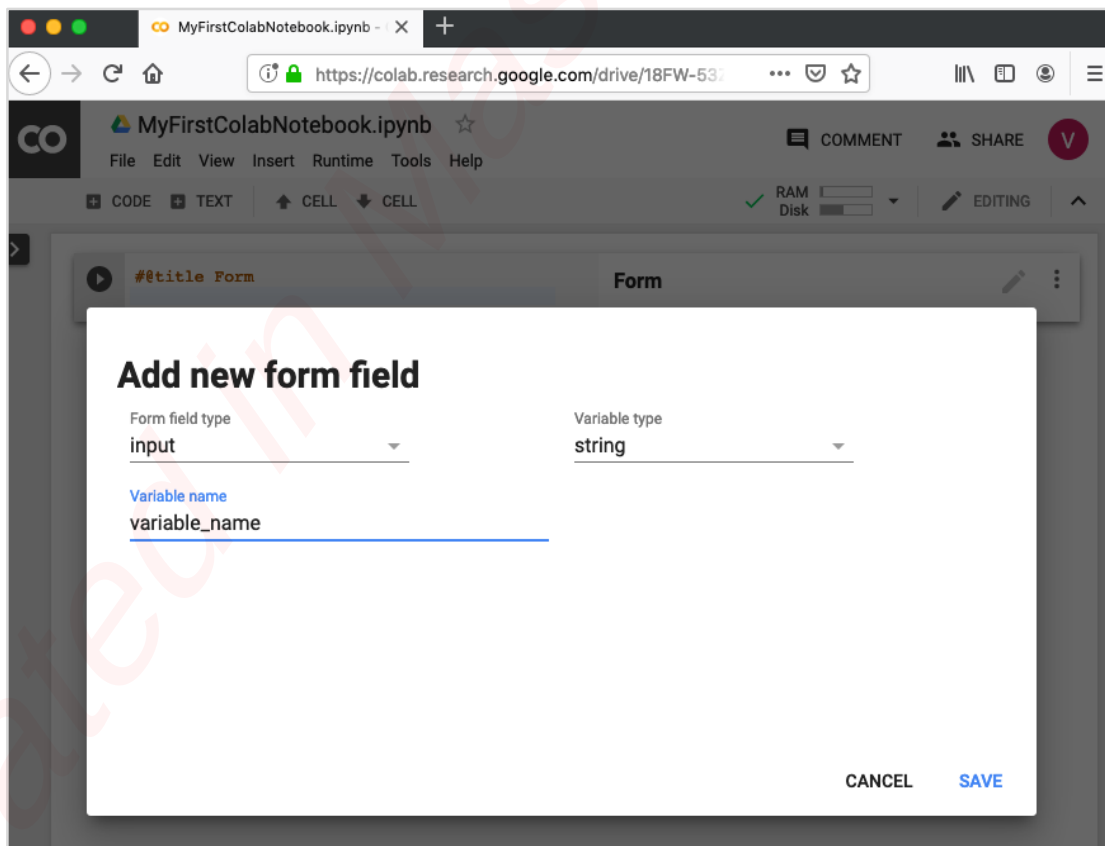 MyFirstColabNotebook.ipynb -
https://colab.research.google.com/drive/18FW-532
CO
MyFirstColabNotebook.ipynb
COMMENT
SHARE
V
File Edit View Insert Runtime Tools Help
CODE TEXT CELL CELL
RAM
Disk
EDITING
#@title Form
Form
Add new form field
Form field type
input
Variable type
string
Variable name
variable_name
CANCEL SAVE